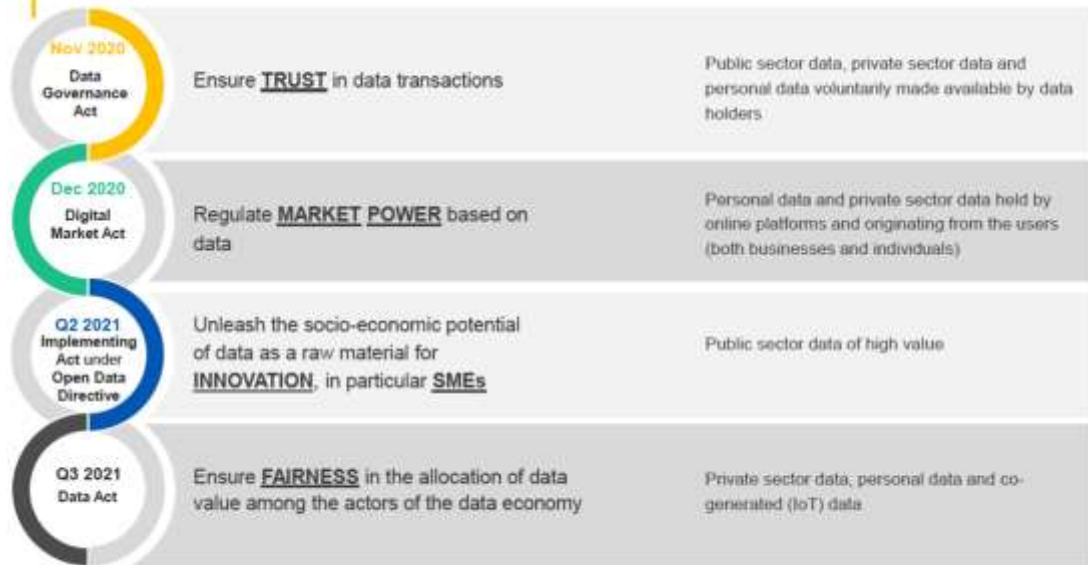 Nov 2020
Data
Governance
Act
Ensure TRUST in data transactions
Public sector data, private sector data and
personal data voluntarily made available by data
holders
Dec 2020
Digital
Market Act
Regulate MARKET POWER based on
data
Personal data and private sector data held by
online platforms and originating from the users
(both businesses and individuals)
Q2 2021
Implementing
Act under
Open Data
Directive
Unleash the socio-economic potential
of data as a raw material for
INNOVATION, in particular SMEs
Public sector data of high value
Q3 2021
Data Act
Ensure FAIRNESS in the allocation of data
value among the actors of the data economy
Private sector data, personal data and co-
generated (IoT) data